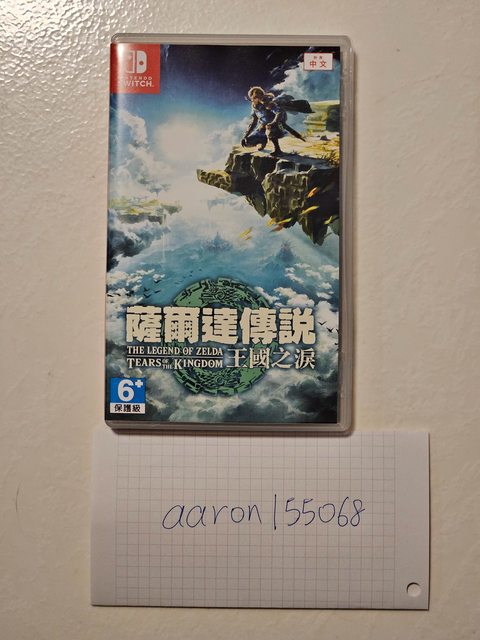 NINTENDO
SWITCH.
中文
薩爾達傳說
THE LEGEND OF ZELDA
TEARS OF THE KINGDOM
王國之淚
6+
保護級
aaron155068